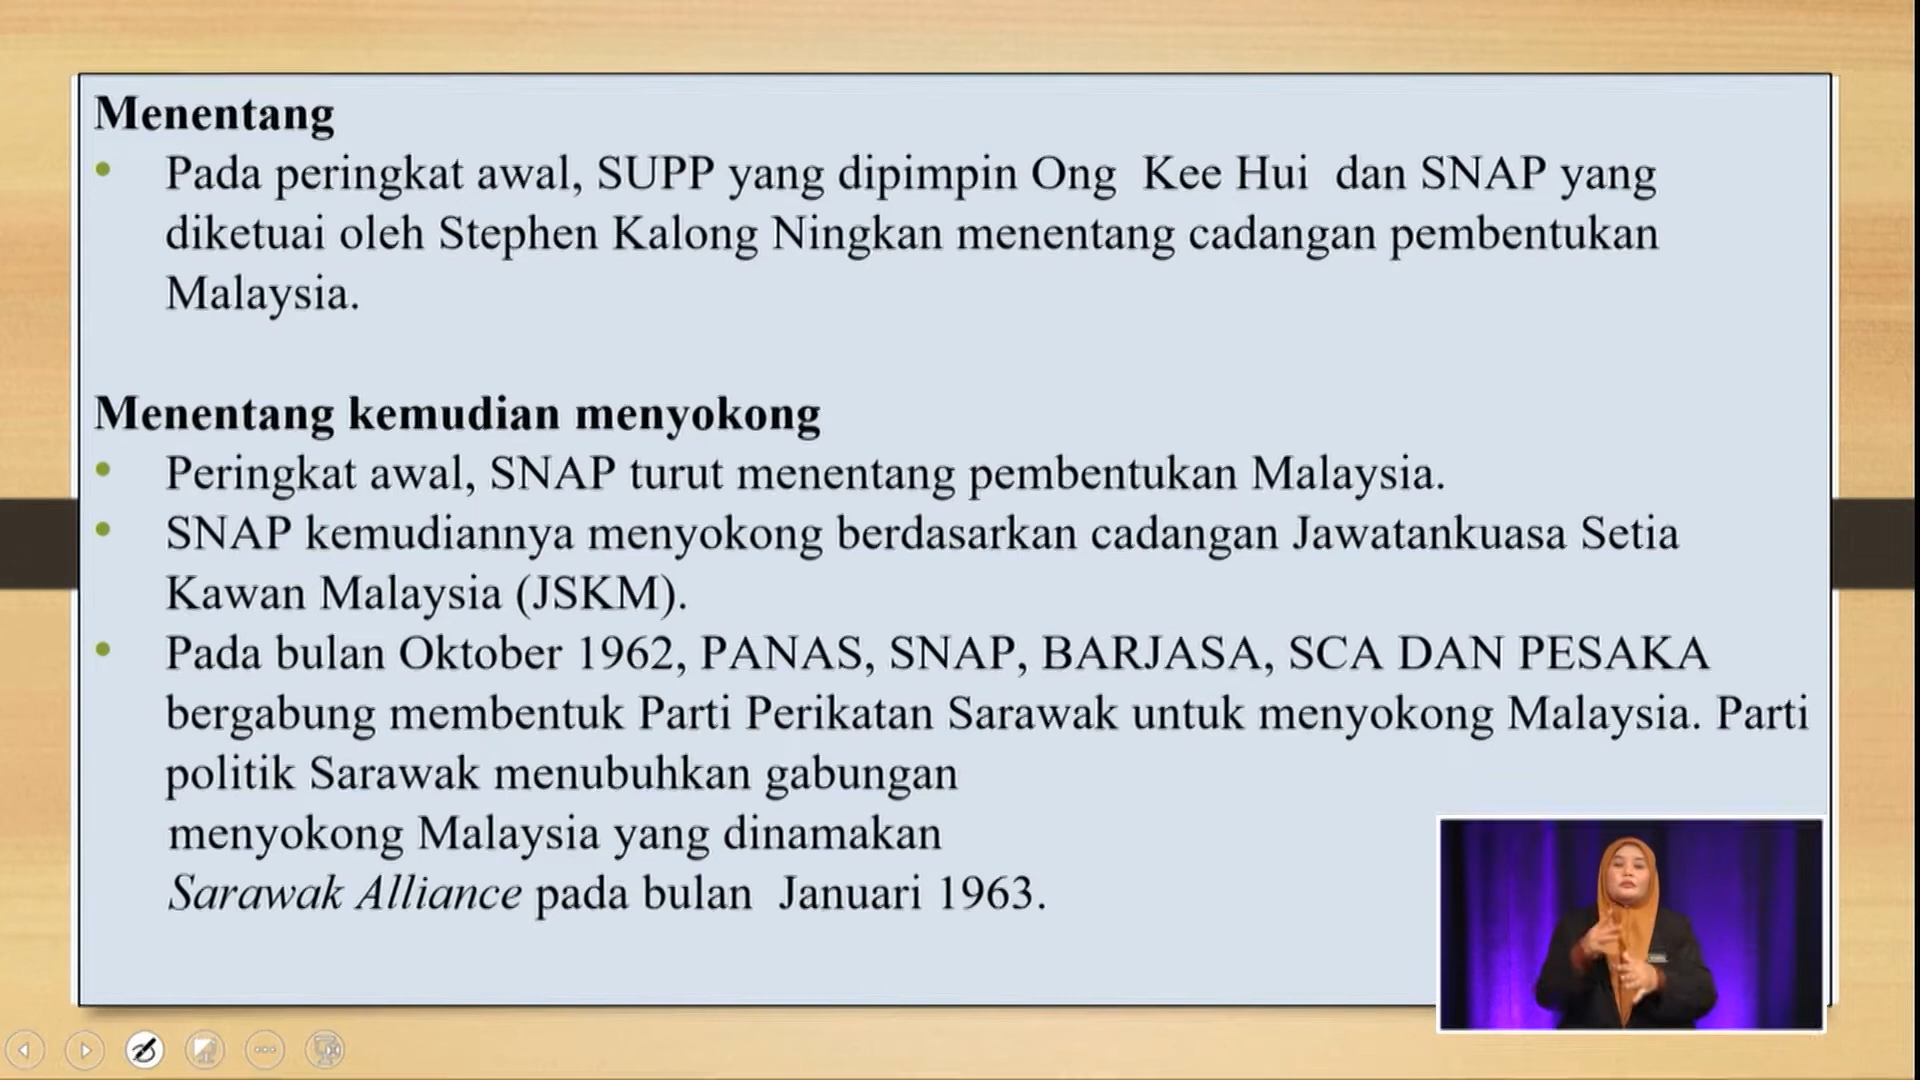 Menentang
• Pada peringkat awal, SUPP yang dipimpin Ong Kee Hui dan SNAP yang
diketuai oleh Stephen Kalong Ningkan menentang cadangan pembentukan
Malaysia.
Menentang kemudian menyokong
• Peringkat awal, SNAP turut menentang pembentukan Malaysia.
• SNAP kemudiannya menyokong berdasarkan cadangan Jawatankuasa Setia
Kawan Malaysia (JSKM).
• Pada bulan Oktober 1962, PANAS, SNAP, BARJASA, SCA DAN PESAKA
bergabung membentuk Parti Perikatan Sarawak untuk menyokong Malaysia. Parti
politik Sarawak menubuhkan gabungan
menyokong Malaysia yang dinamakan
Sarawak Alliance pada bulan Januari 1963.